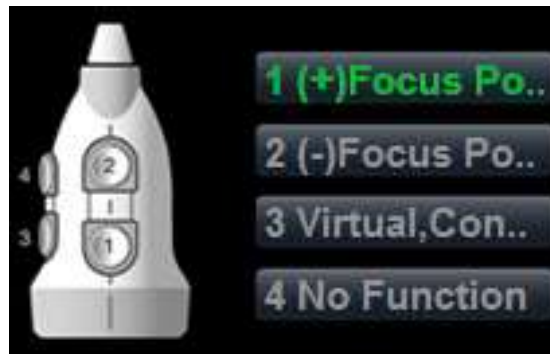 1 (+)Focus Po..
2 (-)Focus Po..
3 Virtual,Con..
4 No Function
4
2
3
1